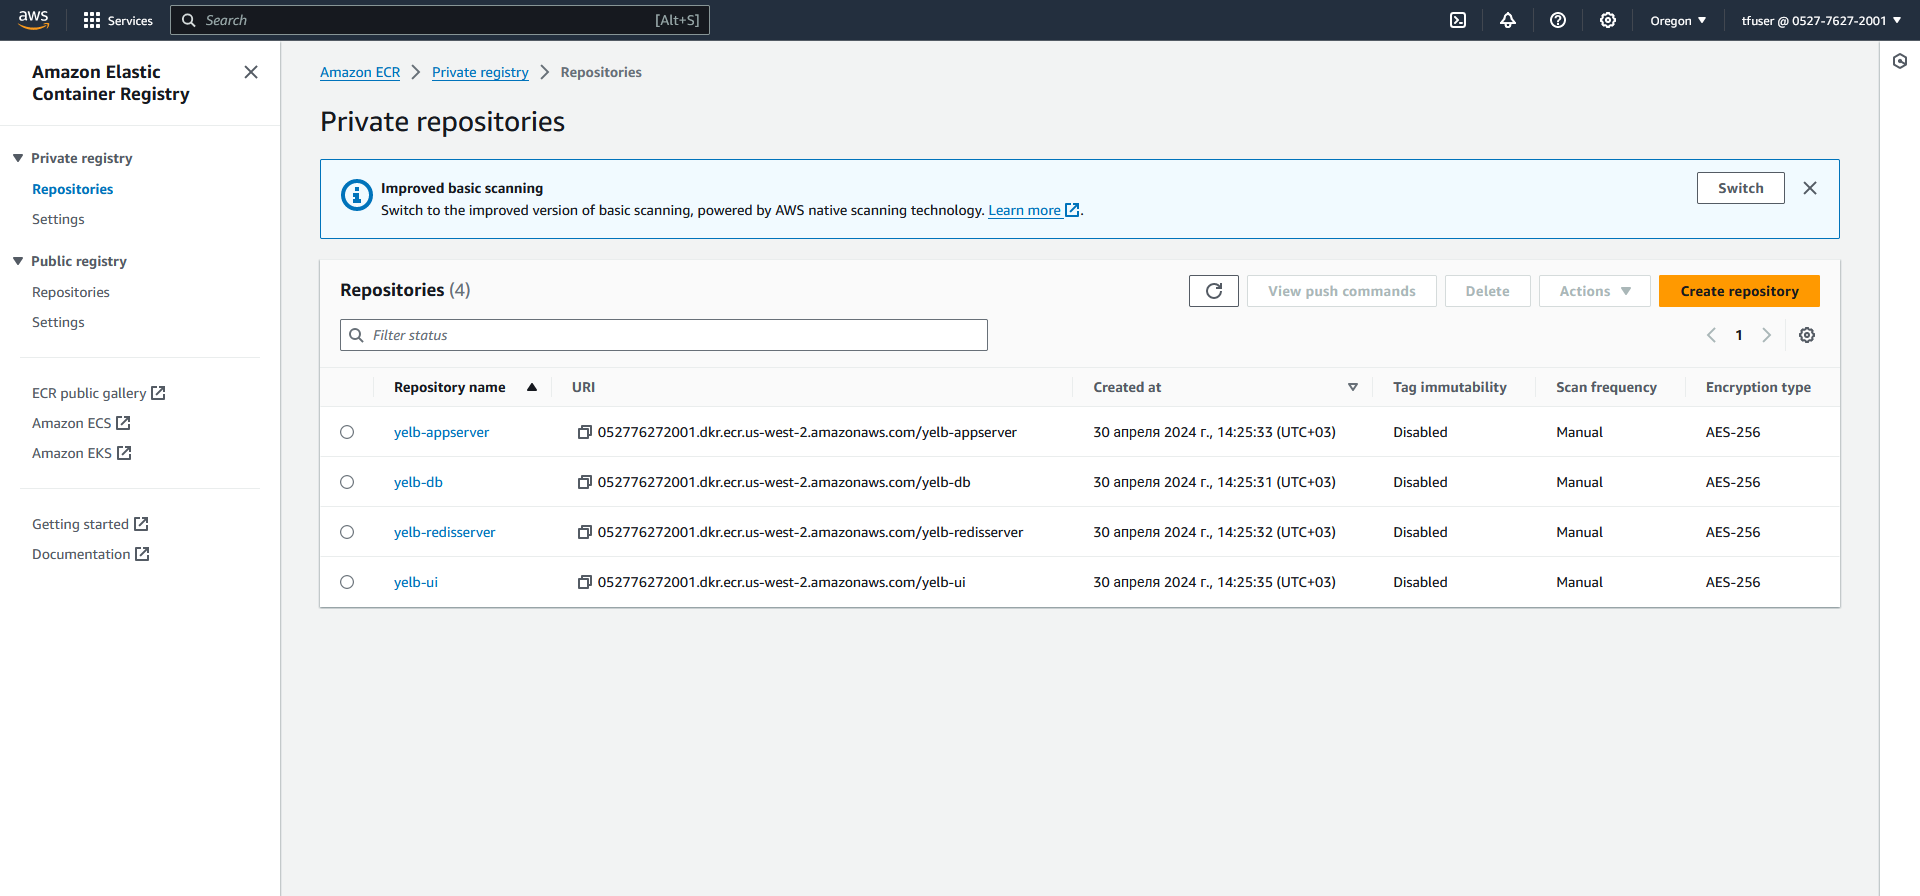 aws
Services
Search [Alt+S]
Oregon
tfuser @ 0527-7627-2001
Amazon Elastic
Container Registry
Private registry
Repositories
Settings
Public registry
Repositories
Settings
ECR public gallery
Amazon ECS
Amazon EKS
Getting started
Documentation
Amazon ECR > Private registry > Repositories
Private repositories
Improved basic scanning
Switch to the improved version of basic scanning, powered by AWS native scanning technology. Learn more.
Switch
Repositories (4)
View push commands
Delete
Actions
Create repository
Filter status
1
Repository name URI Created at Tag immutability Scan frequency Encryption type
yelb-appserver 052776272001.dkr.ecr.us-west-2.amazonaws.com/yelb-appserver 30 апреля 2024 г., 14:25:33 (UTC+03) Disabled Manual AES-256
yelb-db 052776272001.dkr.ecr.us-west-2.amazonaws.com/yelb-db 30 апреля 2024 г., 14:25:31 (UTC+03) Disabled Manual AES-256
yelb-redisserver 052776272001.dkr.ecr.us-west-2.amazonaws.com/yelb-redisserver 30 апреля 2024 г., 14:25:32 (UTC+03) Disabled Manual AES-256
yelb-ui 052776272001.dkr.ecr.us-west-2.amazonaws.com/yelb-ui 30 апреля 2024 г., 14:25:35 (UTC+03) Disabled Manual AES-256